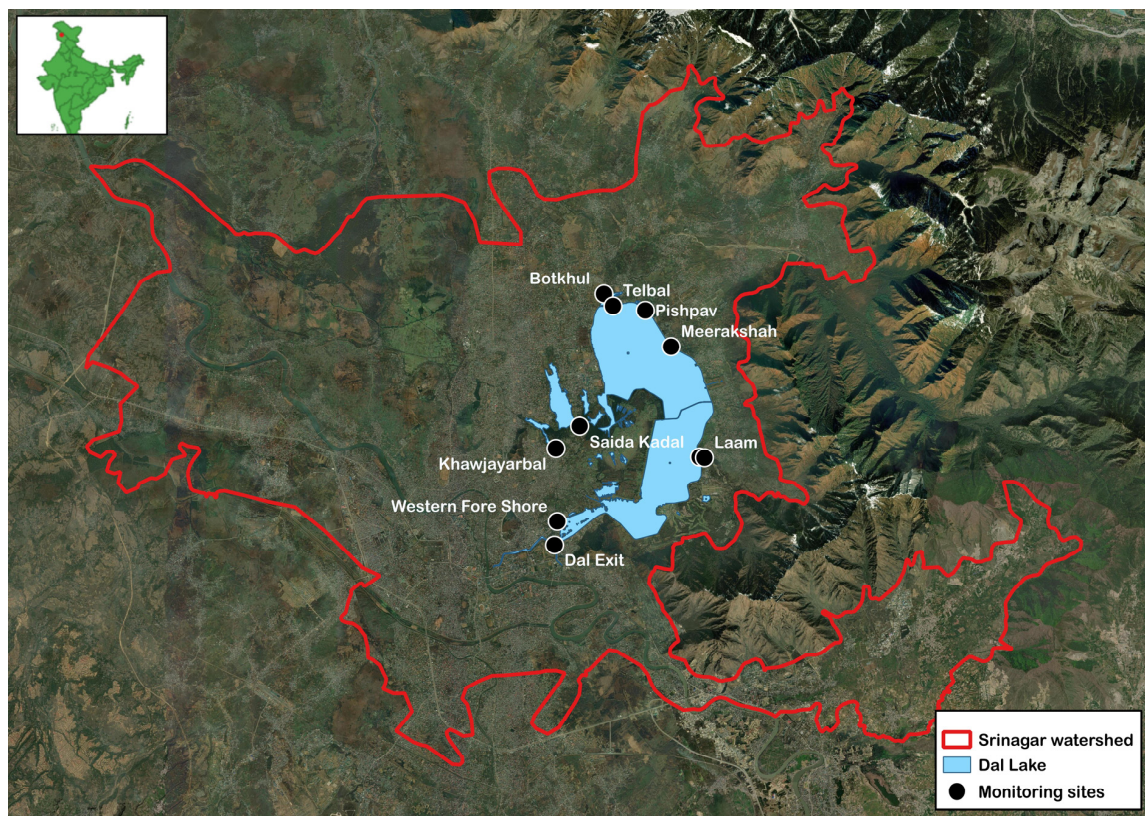 Botkhul
Telbal
Pishpav
Meerakshah
Saida Kadal
Laam
Khawjayarbal
Western Fore Shore
Dal Exit
Srinagar watershed
Dal Lake
Monitoring sites